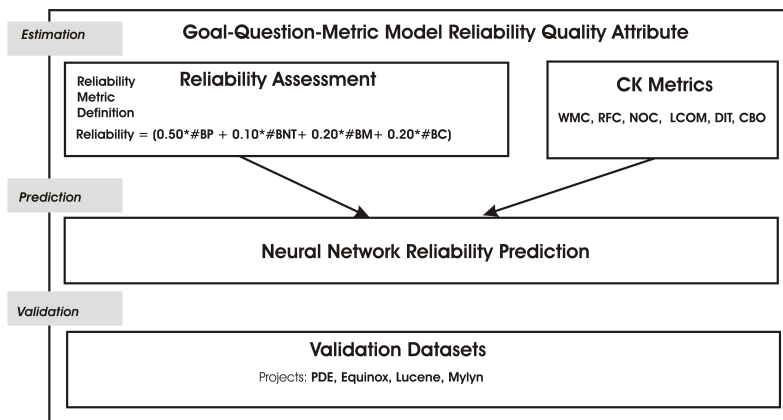 Estimation
Goal-Question-Metric Model Reliability Quality Attribute
Reliability
Metric
Definition
Reliability Assessment
Reliability = (0.50*#BP + 0.10*#BNT+ 0.20*#BM+ 0.20*#BC)
CK Metrics
WMC, RFC, NOC, LCOM, DIT, CBO
Prediction
Neural Network Reliability Prediction
Validation
Validation Datasets
Projects: PDE, Equinox, Lucene, Mylyn